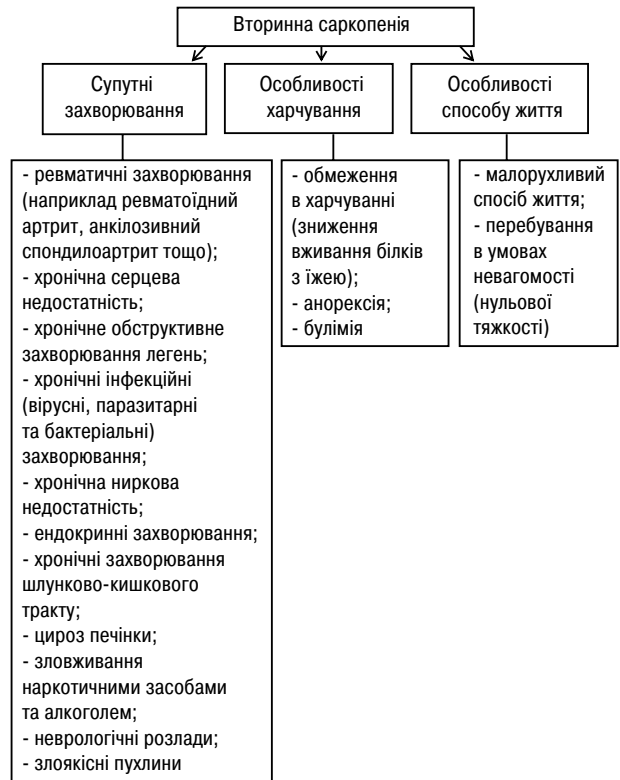 Вторинна саркопенія
Супутні
захворювання
Особливості
харчування
Особливості
способу життя
- ревматичні захворювання
(наприклад ревматоїдний
артрит, анкілозивний
спондилоартрит тощо);
- хронічна серцева
недостатність;
- хронічне обструктивне
захворювання легень;
- хронічні інфекційні
(вірусні, паразитарні
та бактеріальні)
захворювання;
- хронічна ниркова
недостатність;
- ендокринні захворювання;
- хронічні захворювання
шлунково-кишкового
тракту;
- цироз печінки;
- зловживання
наркотичними засобами
та алкоголем;
- неврологічні розлади;
- злоякісні пухлини
- обмеження
в харчуванні
(зниження
вживання білків
з їжею);
- анорексія;
- булімія
- малорухливий
спосіб життя;
- перебування
в умовах
невагомості
(нульової
тяжкості)